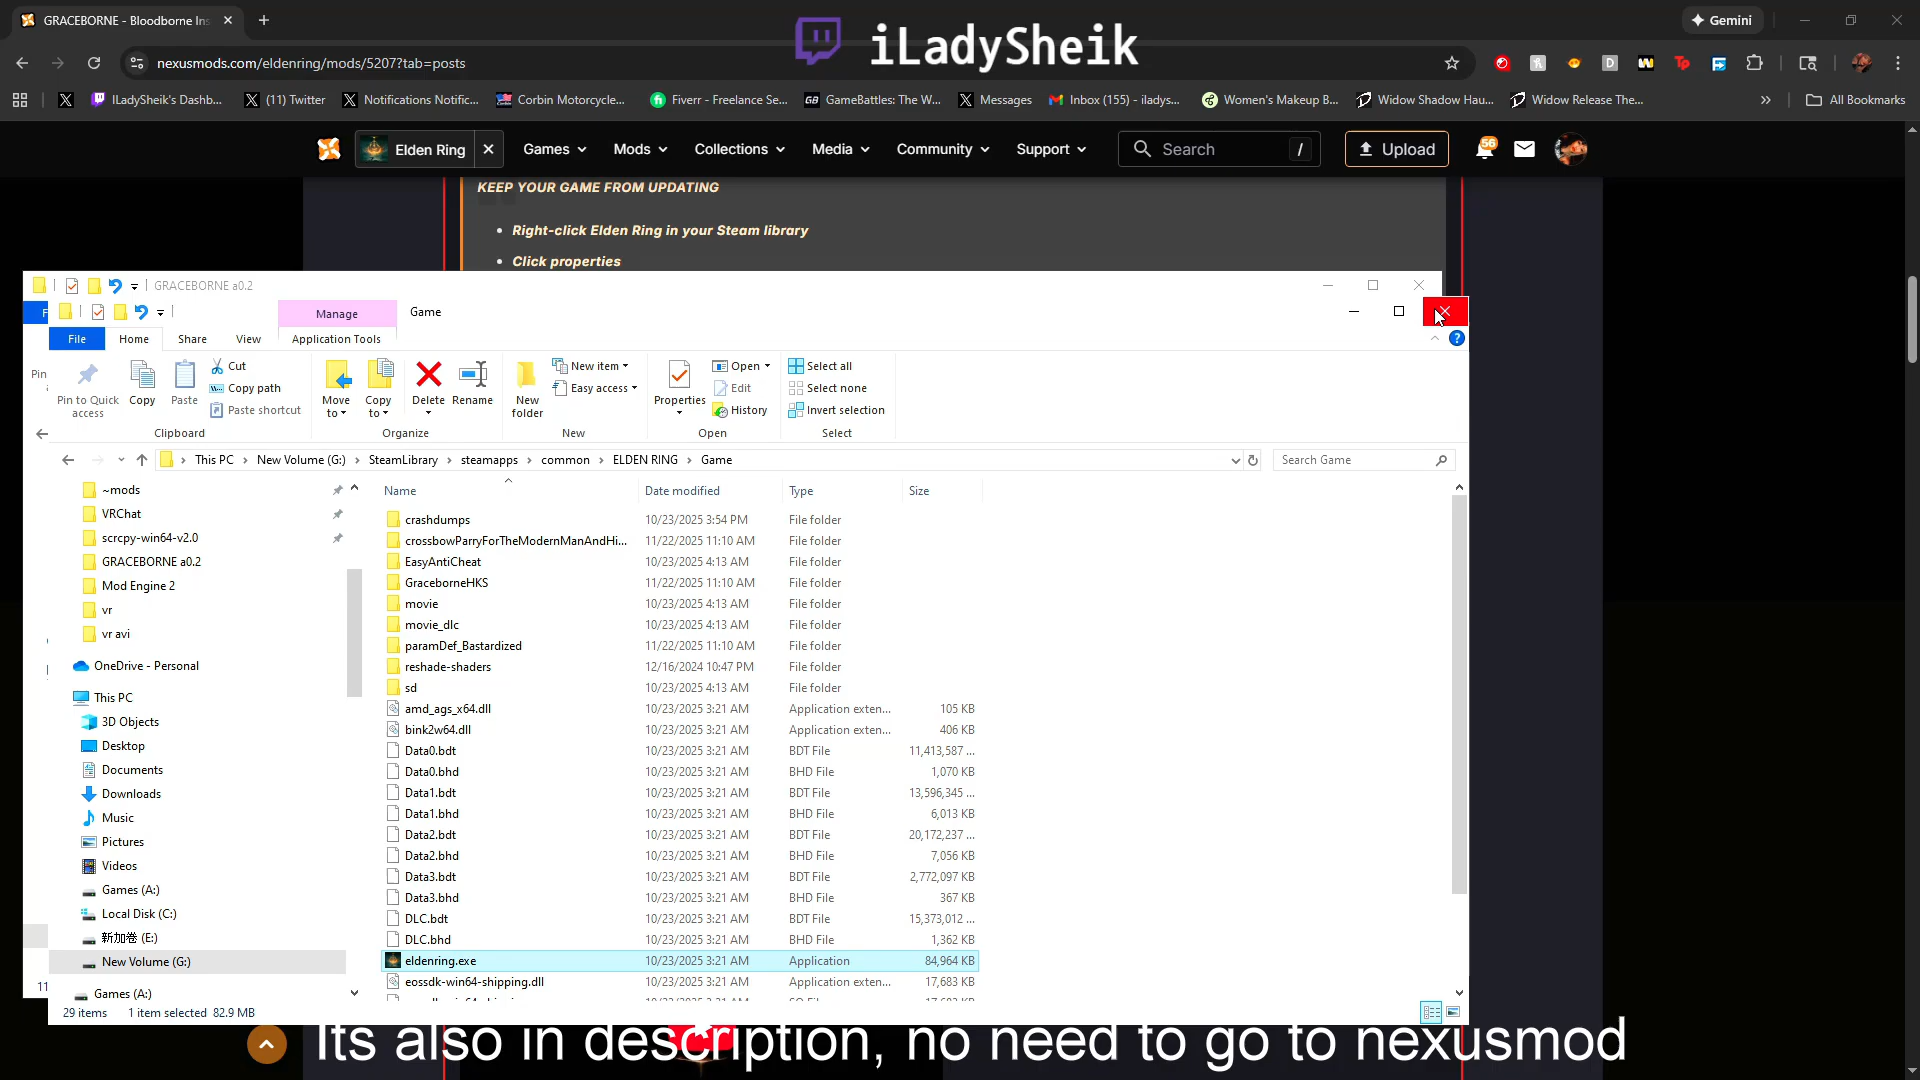 GRACEBORNE - Bloodborne Ins
Gemini
iLadySheik
nexusmods.com/eldenring/mods/5207?tab=posts
ILadySheik's Dashb...
(11) Twitter
Notifications Notific...
Corbin Motorcycle...
Fiverr - Freelance Se...
GameBattles: The W...
Messages
Inbox (155) - iladys...
Women's Makeup B...
Widow Shadow Hau...
Widow Release The...
All Bookmarks
Elden Ring
Games
Mods
Collections
Media
Community
Support
Search
/
Upload
56
KEEP YOUR GAME FROM UPDATING
• Right-click Elden Ring in your Steam library
• Click properties
GRACEBORNE a0.2
Manage
Game
File
Home
Share
View
Application Tools
Pin to Quick access
Copy
Paste
Cut
Copy path
Paste shortcut
Move to
Copy to
Delete
Rename
New folder
New item
Easy access
Properties
Open
Edit
History
Select all
Select none
Invert selection
Clipboard
Organize
New
Open
Select
This PC > New Volume (G:) > SteamLibrary > steamapps > common > ELDEN RING > Game
Search Game
~mods
VRChat
scrcpy-win64-v2.0
GRACEBORNE a0.2
Mod Engine 2
vr
vr avi
OneDrive - Personal
This PC
3D Objects
Desktop
Documents
Downloads
Music
Pictures
Videos
Games (A:)
Local Disk (C:)
新加卷 (E:)
New Volume (G:)
Games (A:)
Name Date modified Type Size
crashdumps 10/23/2025 3:54 PM File folder
crossbowParryForTheModernManAndHi... 11/22/2025 11:10 AM File folder
EasyAntiCheat 10/23/2025 4:13 AM File folder
GraceborneHKS 11/22/2025 11:10 AM File folder
movie 10/23/2025 4:13 AM File folder
movie_dlc 10/23/2025 4:13 AM File folder
paramDef_Bastardized 11/22/2025 11:10 AM File folder
reshade-shaders 12/16/2024 10:47 PM File folder
sd 10/23/2025 4:13 AM File folder
amd_ags_x64.dll 10/23/2025 3:21 AM Application exten... 105 KB
bink2w64.dll 10/23/2025 3:21 AM Application exten... 406 KB
Data0.bdt 10/23/2025 3:21 AM BDT File 11,413,587 ...
Data0.bhd 10/23/2025 3:21 AM BHD File 1,070 KB
Data1.bdt 10/23/2025 3:21 AM BDT File 13,596,345 ...
Data1.bhd 10/23/2025 3:21 AM BHD File 6,013 KB
Data2.bdt 10/23/2025 3:21 AM BDT File 20,172,237 ...
Data2.bhd 10/23/2025 3:21 AM BHD File 7,056 KB
Data3.bdt 10/23/2025 3:21 AM BDT File 2,772,097 KB
Data3.bhd 10/23/2025 3:21 AM BHD File 367 KB
DLC.bdt 10/23/2025 3:21 AM BDT File 15,373,012 ...
DLC.bhd 10/23/2025 3:21 AM BHD File 1,362 KB
eldenring.exe 10/23/2025 3:21 AM Application 84,964 KB
eossdk-win64-shipping.dll 10/23/2025 3:21 AM Application exten... 17,683 KB
29 items 1 item selected 82.9 MB
Its also in description, no need to go to nexusmod